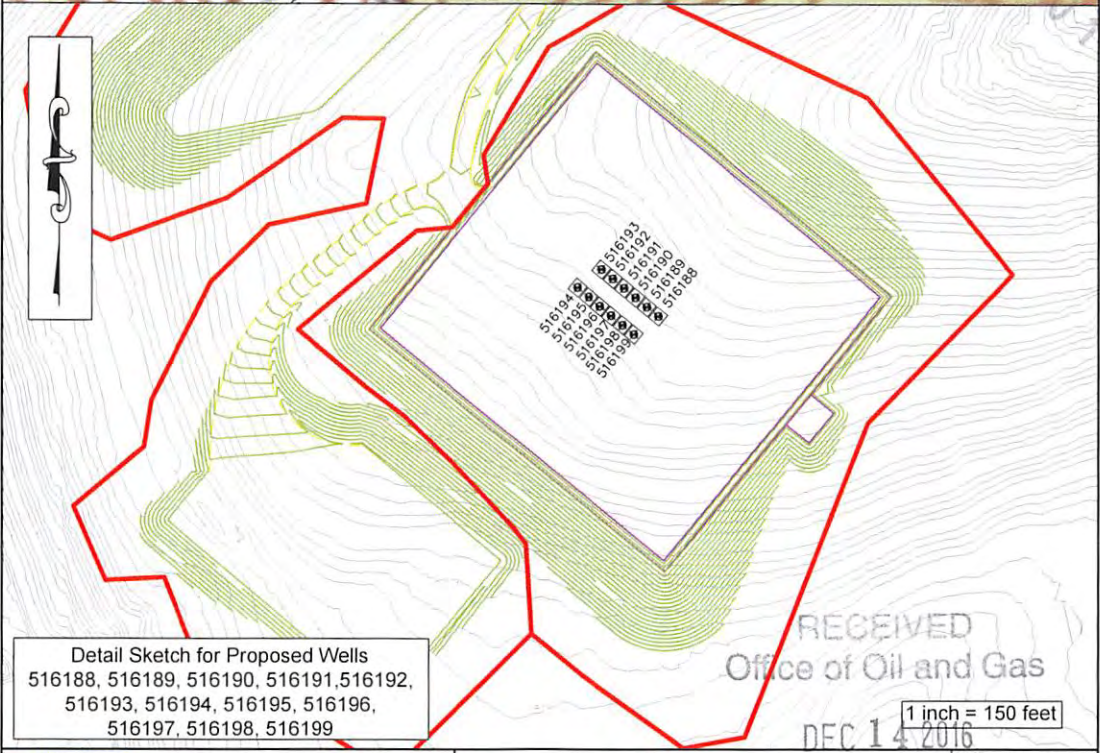 516193
516192
516191
516190
516189
516188
516194
516195
516196
516197
516198
516199
Detail Sketch for Proposed Wells
516188, 516189, 516190, 516191,516192,
516193, 516194, 516195, 516196,
516197, 516198, 516199
RECEIVED
Office of Oil and Gas
1 inch = 150 feet
DEC 14 2016